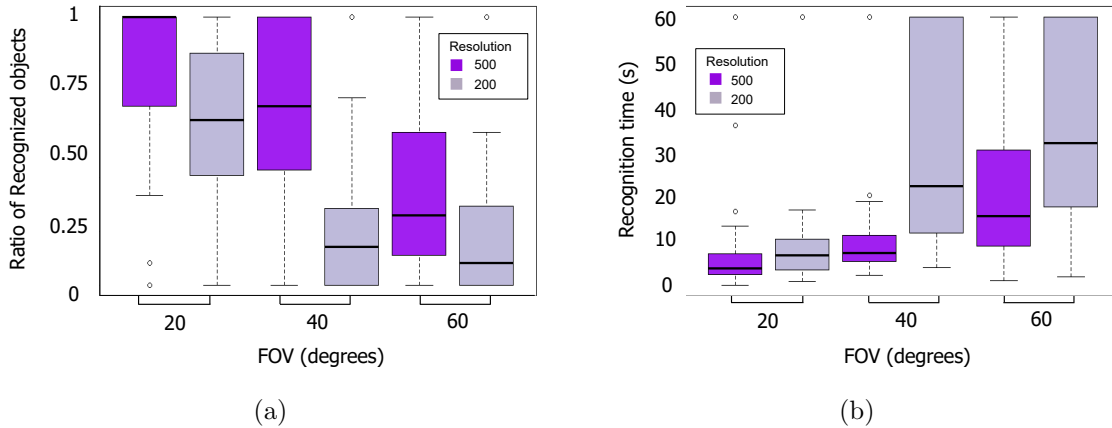 Ratio of Recognized objects
1
0.75
0.50
0.25
0
Resolution
500
200
20
40
60
FOV (degrees)
(a)
Recognition time (s)
60
50
40
30
20
10
0
Resolution
500
200
20
40
60
FOV (degrees)
(b)